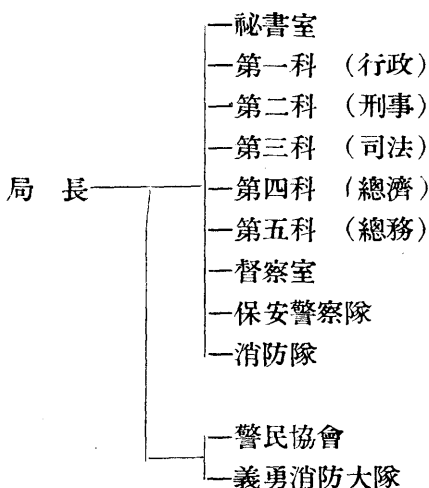 祕書室
第一科 (行政)
第二科 (刑事)
第三科 (司法)
局長
第四科 (總濟)
第五科 (總務)
督察室
保安警察隊
消防隊
警民協會
義勇消防大隊